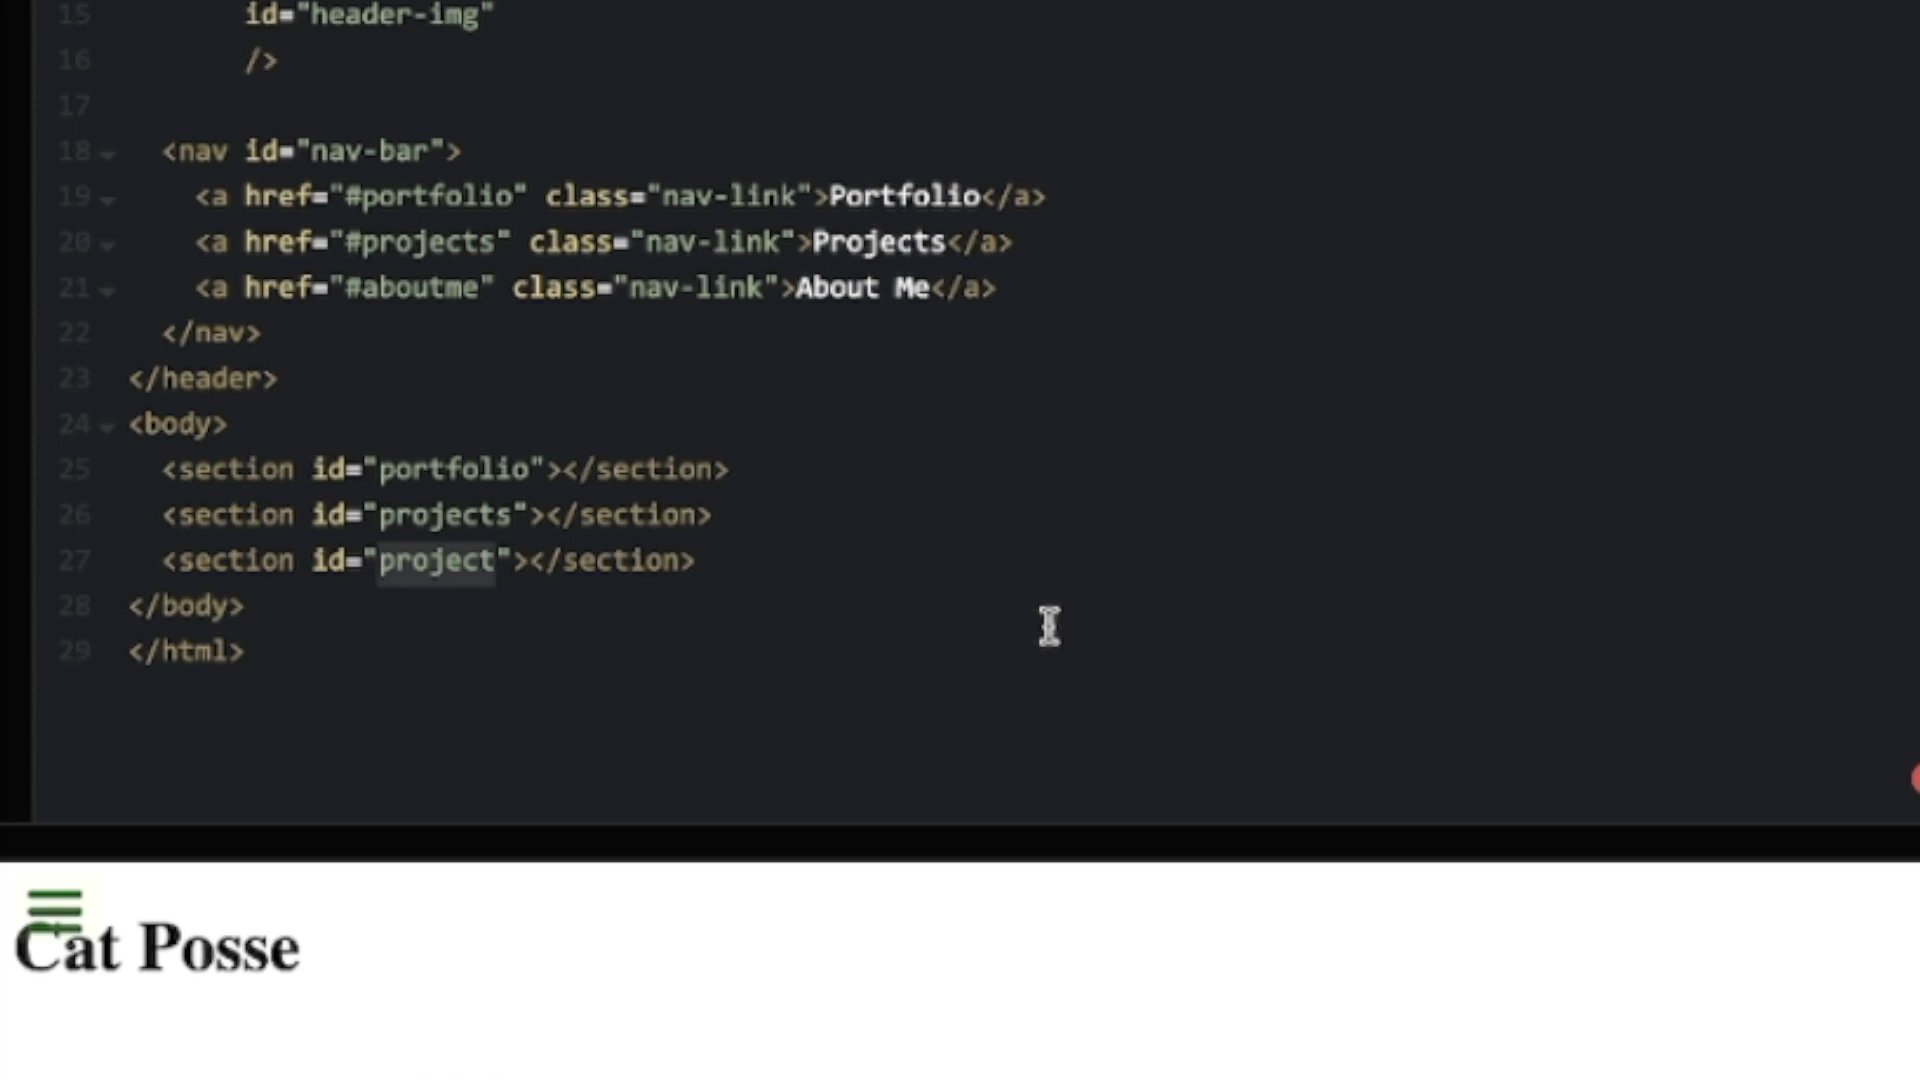 15 id="header-img"
16 />
17
18 <nav id="nav-bar">
19 <a href="#portfolio" class="nav-link">Portfolio</a>
20 <a href="#projects" class="nav-link">Projects</a>
21 <a href="#aboutme" class="nav-link">About Me</a>
22 </nav>
23 </header>
24 <body>
25 <section id="portfolio"></section>
26 <section id="projects"></section>
27 <section id="project"></section>
28 </body>
29 </html>
Cat Posse